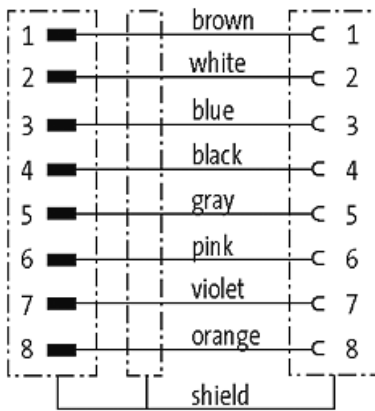 1 brown 1
2 white 2
3 blue 3
4 black 4
5 gray 5
6 pink 6
7 violet 7
8 orange 8
shield